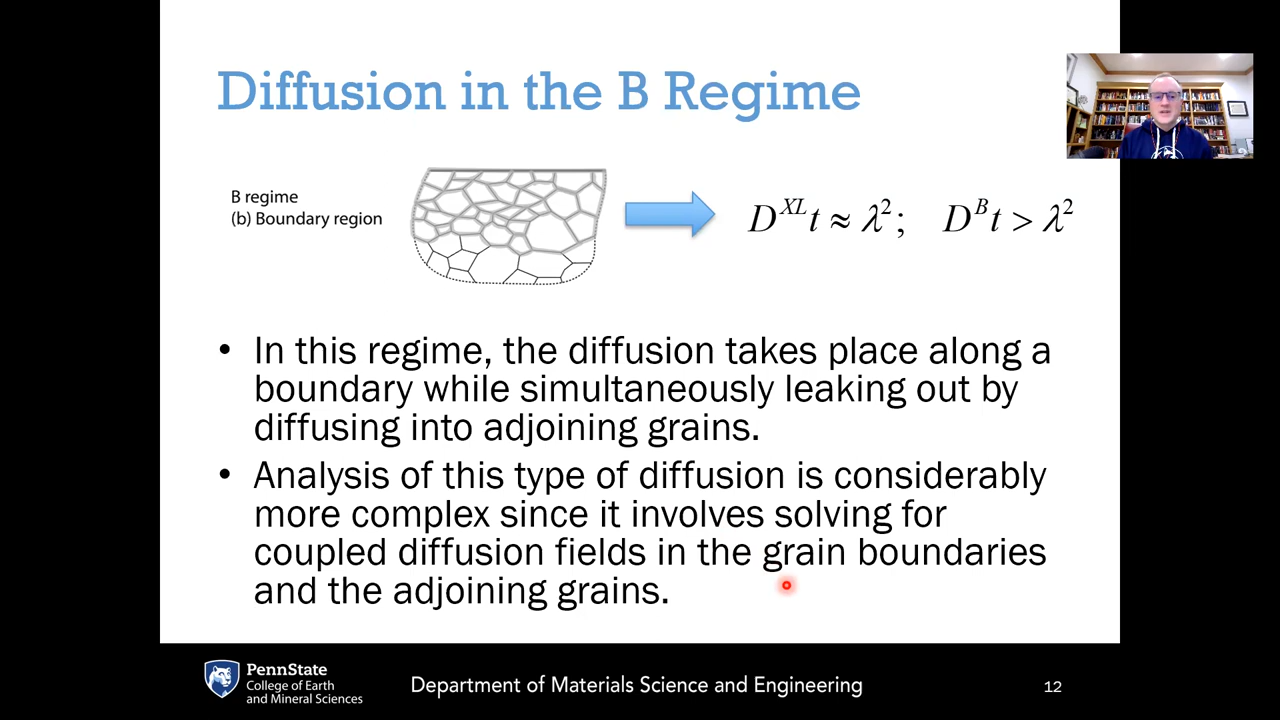 Diffusion in the B Regime
B regime
(b) Boundary region
D^{XL}t ≈ λ²; D^{B}t > λ²
• In this regime, the diffusion takes place along a
boundary while simultaneously leaking out by
diffusing into adjoining grains.
• Analysis of this type of diffusion is considerably
more complex since it involves solving for
coupled diffusion fields in the grain boundaries
and the adjoining grains.
PennState
College of Earth
and Mineral Sciences
Department of Materials Science and Engineering
12